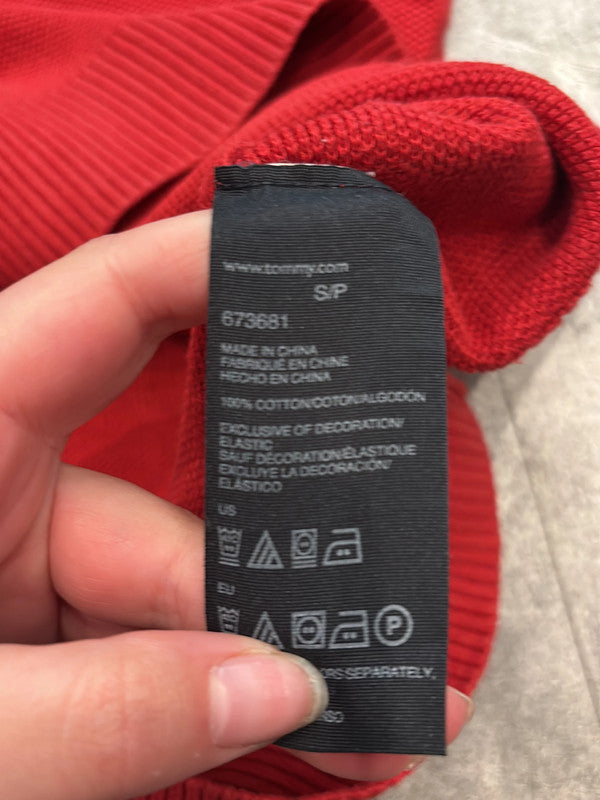 www.tommy.com
S/P
673681
MADE IN CHINA
FABRIQUÉ EN CHINE
HECHO EN CHINA
100% COTTON/COTON/ALGODÓN
EXCLUSIVE OF DECORATION/
ELASTIC
SAUF DÉCORATION/ÉLASTIQUE
EXCLUYE LA DECORACIÓN/
ELÁSTICO
US
EU
P
SEPARATELY.